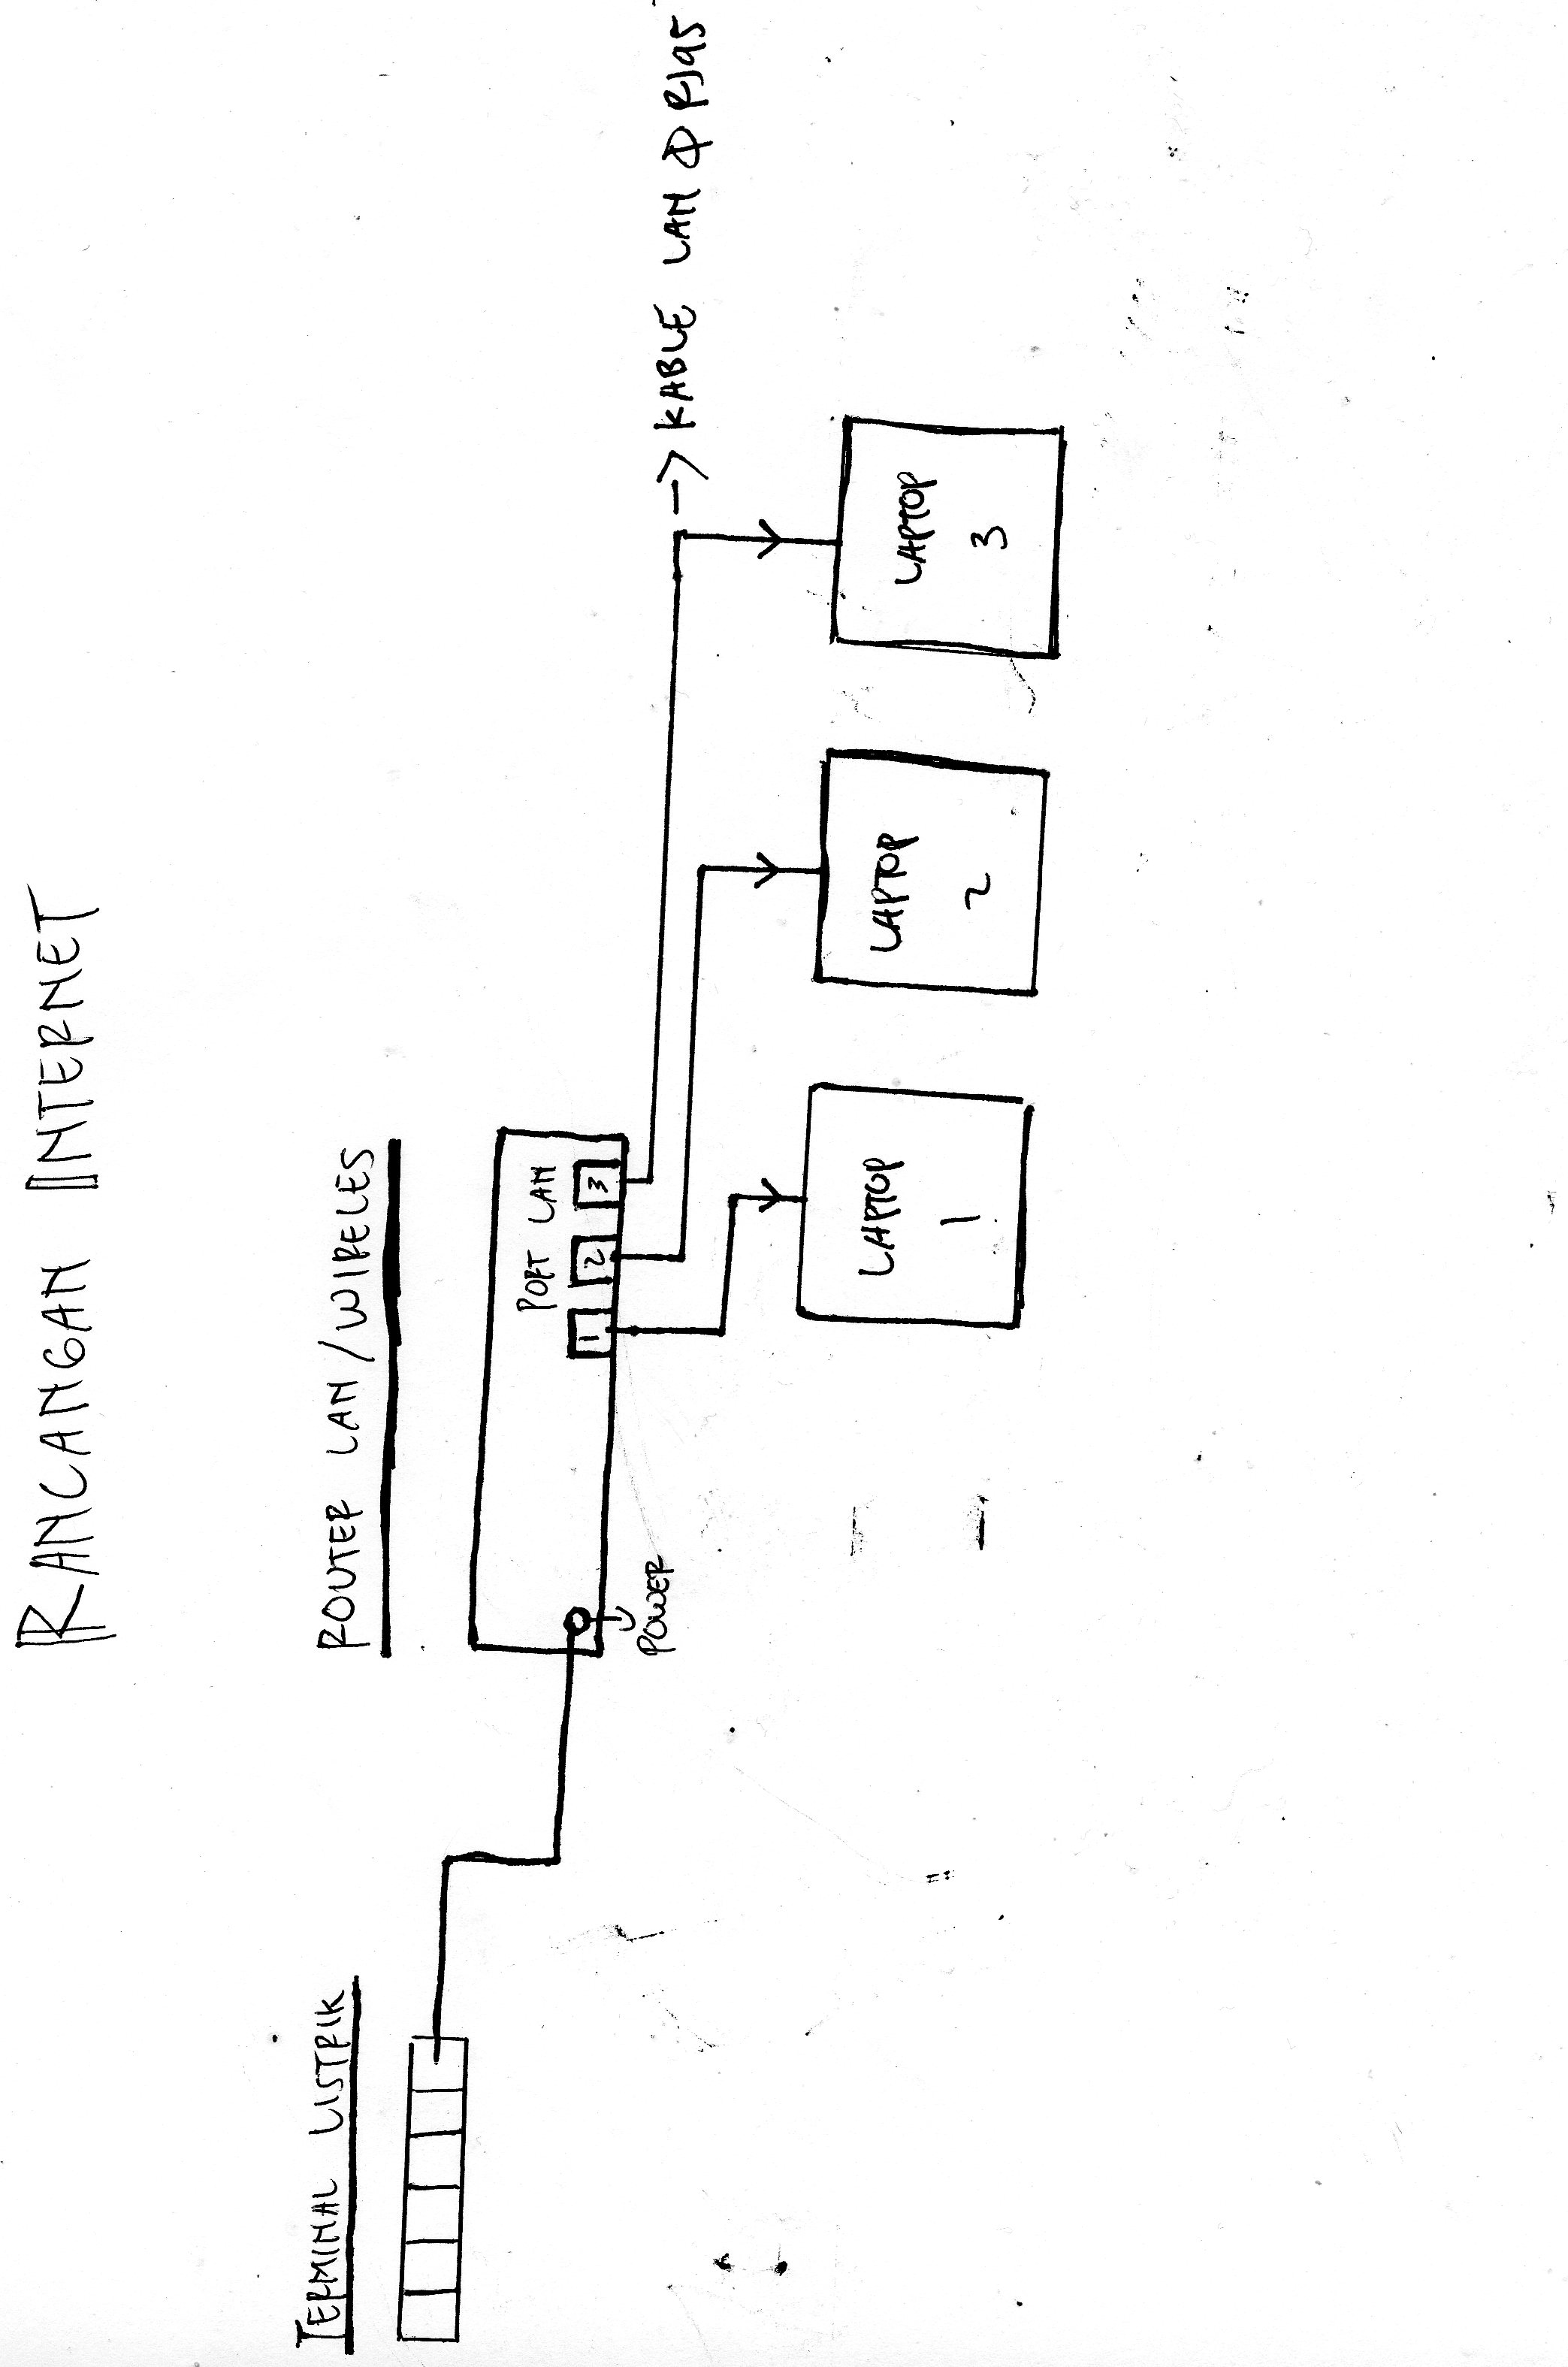 RANCANGAN INTERNET
TERMINAL LISTRIK
ROUTER LAN/WIRELES
PORT LAN
1 2 3
POWER
KABLE LAN & RJ45
LAPTOP
1
LAPTOP
2
LAPTOP
3